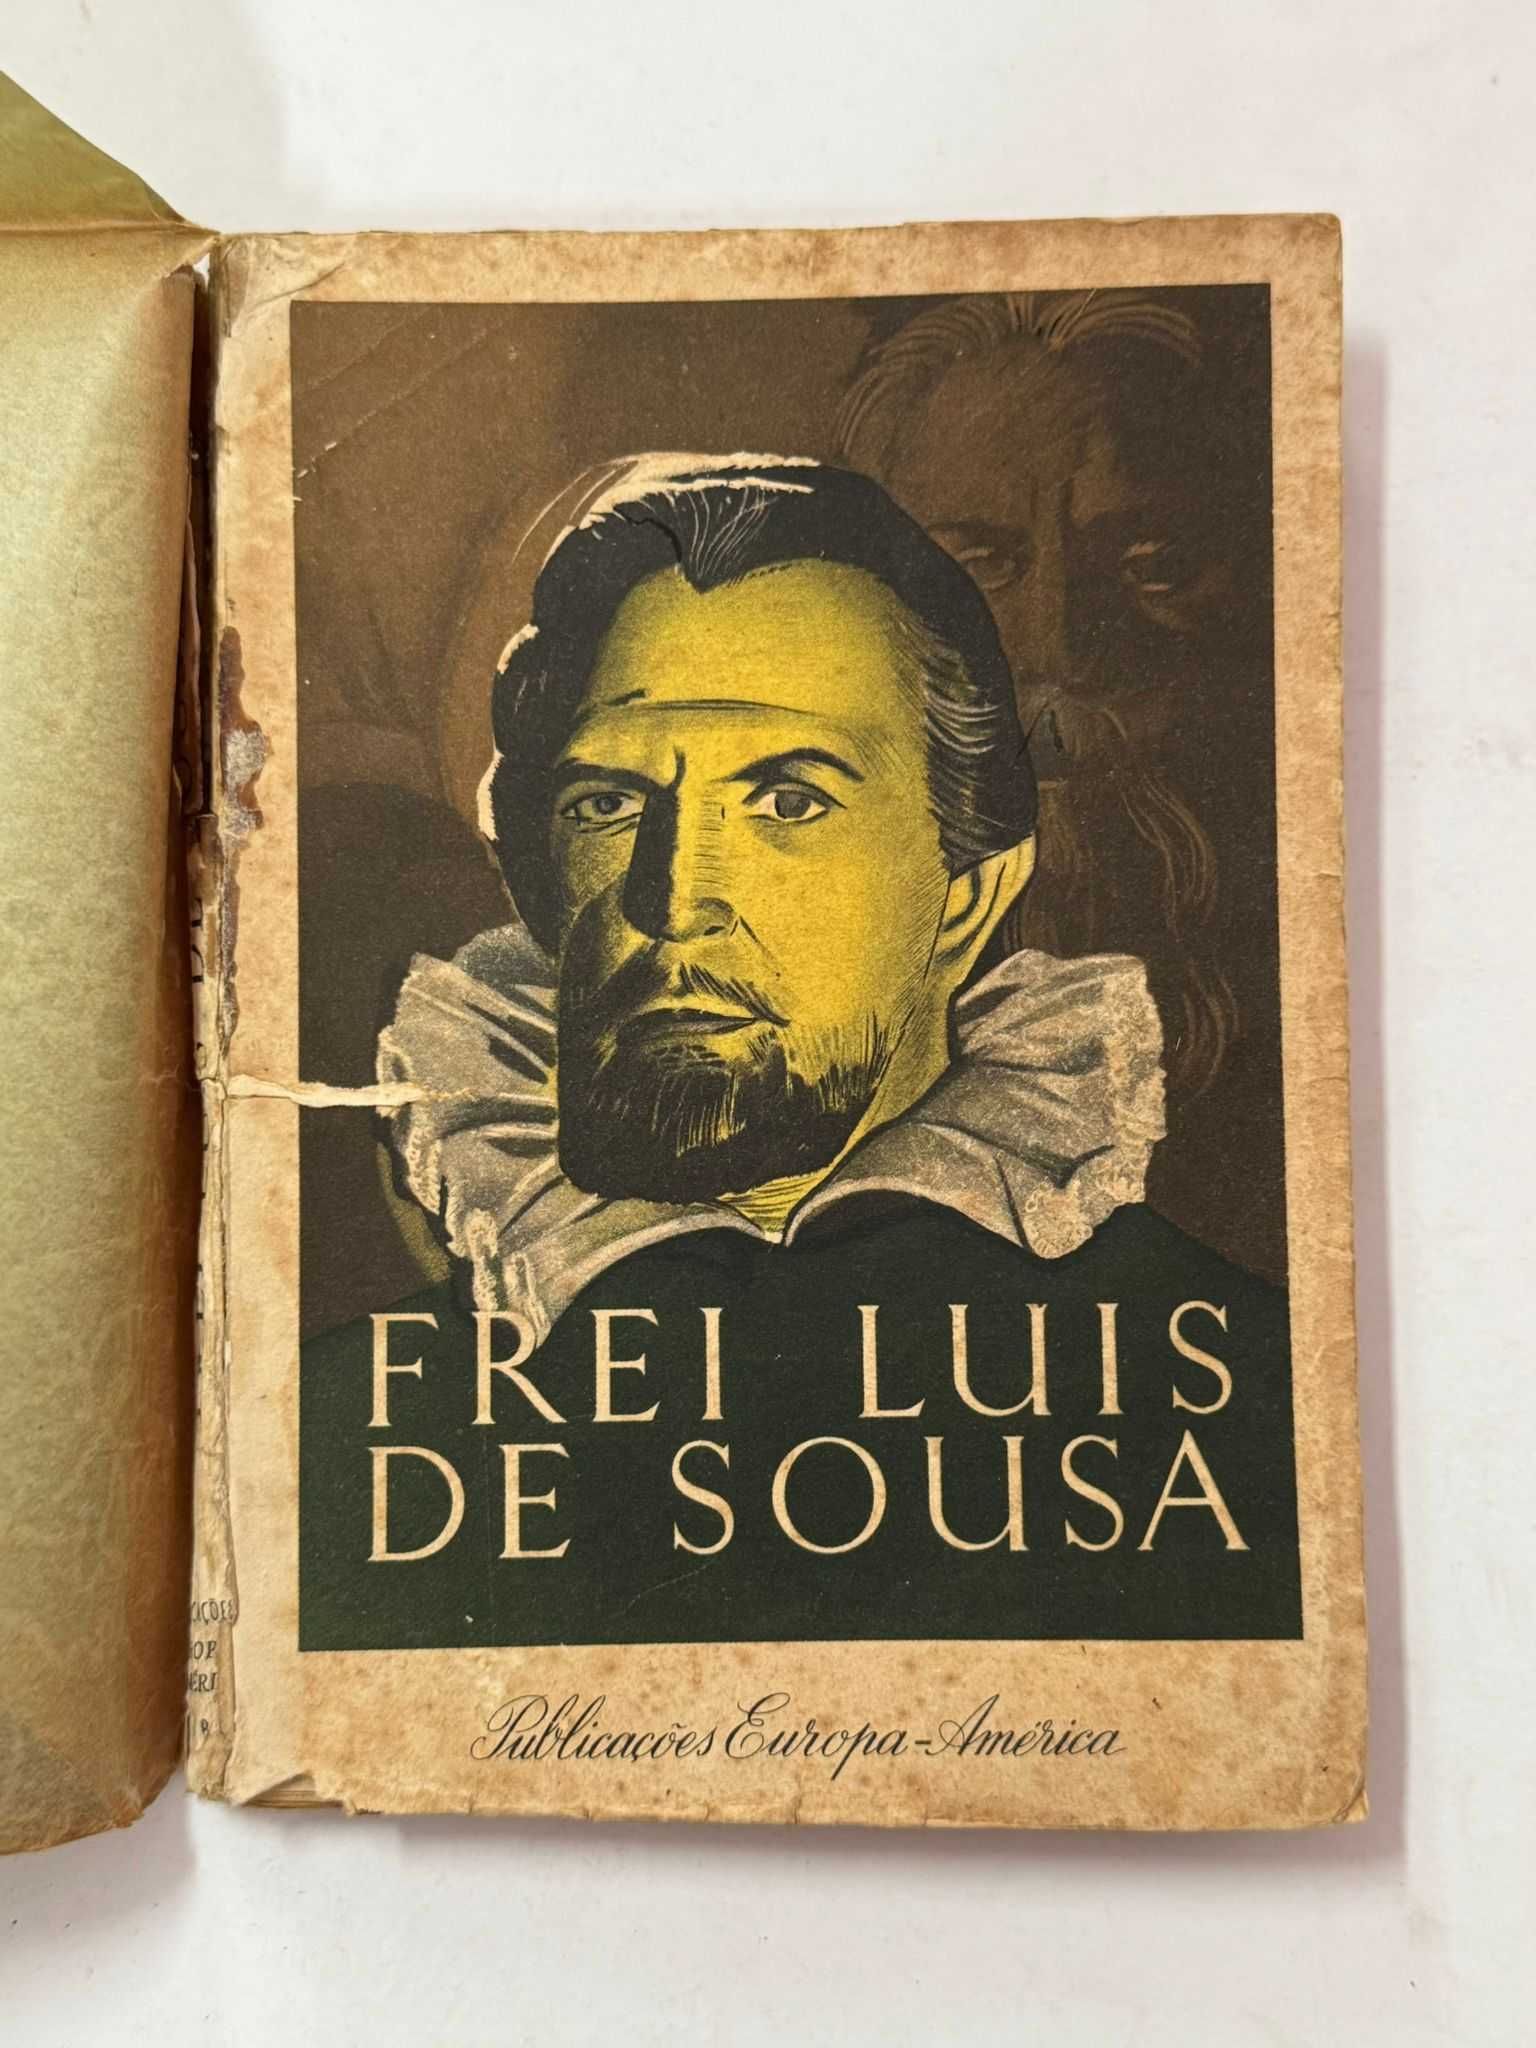 FREI LUIS
DE SOUSA
Publicações Europa-América